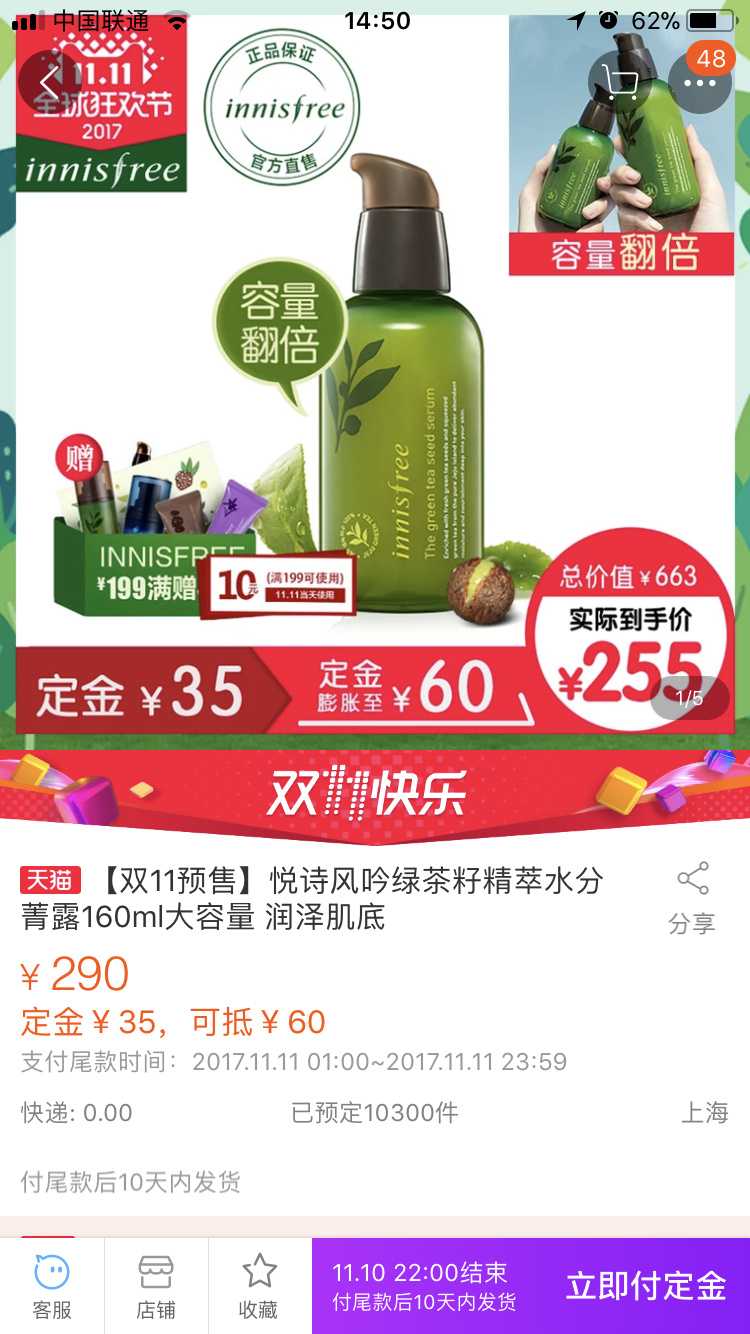 中国联通
14:50
62%
11.11
48
全球狂欢节
2017
innisfree
正品保证
innisfree
官方直售
容量翻倍
容量
翻倍
innisfree
The green tea seed serum
赠
INNISFREE
¥199满赠
10元
(满199可使用)
11.11当天使用
总价值¥663
实际到手价
¥255
定金¥35
定金
膨胀至¥60
1/5
双11快乐
天猫 【双11预售】悦诗风吟绿茶籽精萃水分
菁露160ml大容量 润泽肌底
分享
¥290
定金¥35，可抵¥60
支付尾款时间：2017.11.11 01:00~2017.11.11 23:59
快递: 0.00
已预定10300件
上海
付尾款后10天内发货
客服
店铺
收藏
11.10 22:00结束
付尾款后10天内发货
立即付定金